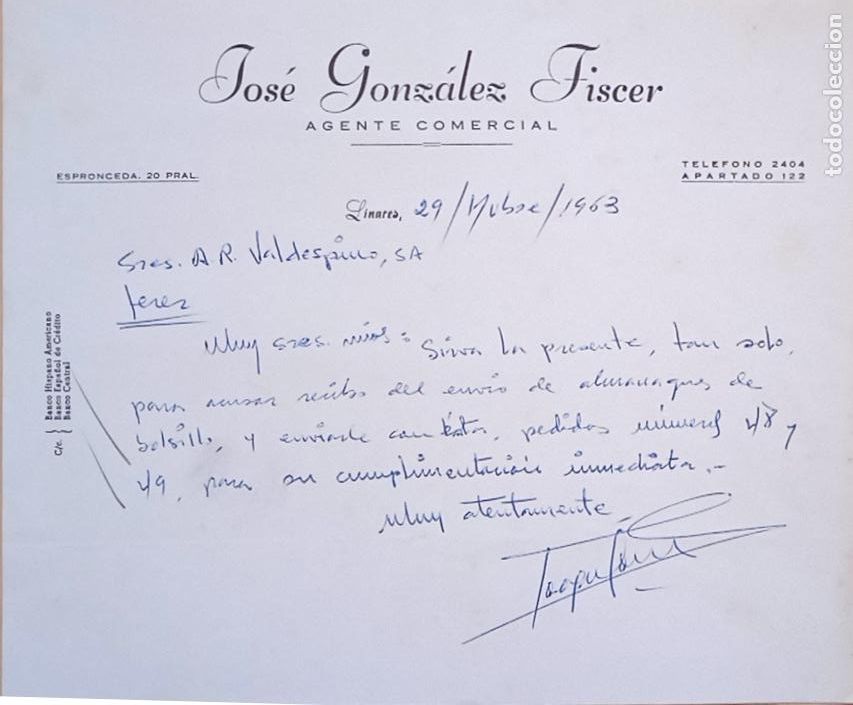 José González Fiscer
AGENTE COMERCIAL
ESPRONCEDA, 20 PRAL.
TELEFONO 2404
APARTADO 122
Linares, 29/Nvbre/1963
Sres. A.R. Valdespino, SA
Jerez
Muy sres. mios: Sirva la presente, tan solo,
para acusar recibo del envio de almanaques de
bolsillo, y enviarle con ésta, pedidos números 48 y
49, para su cumplimentación inmediata.-
Muy atentamente
C/c. Banco Hispano Americano
Banco Español de Crédito
Banco Central
todocoleccion